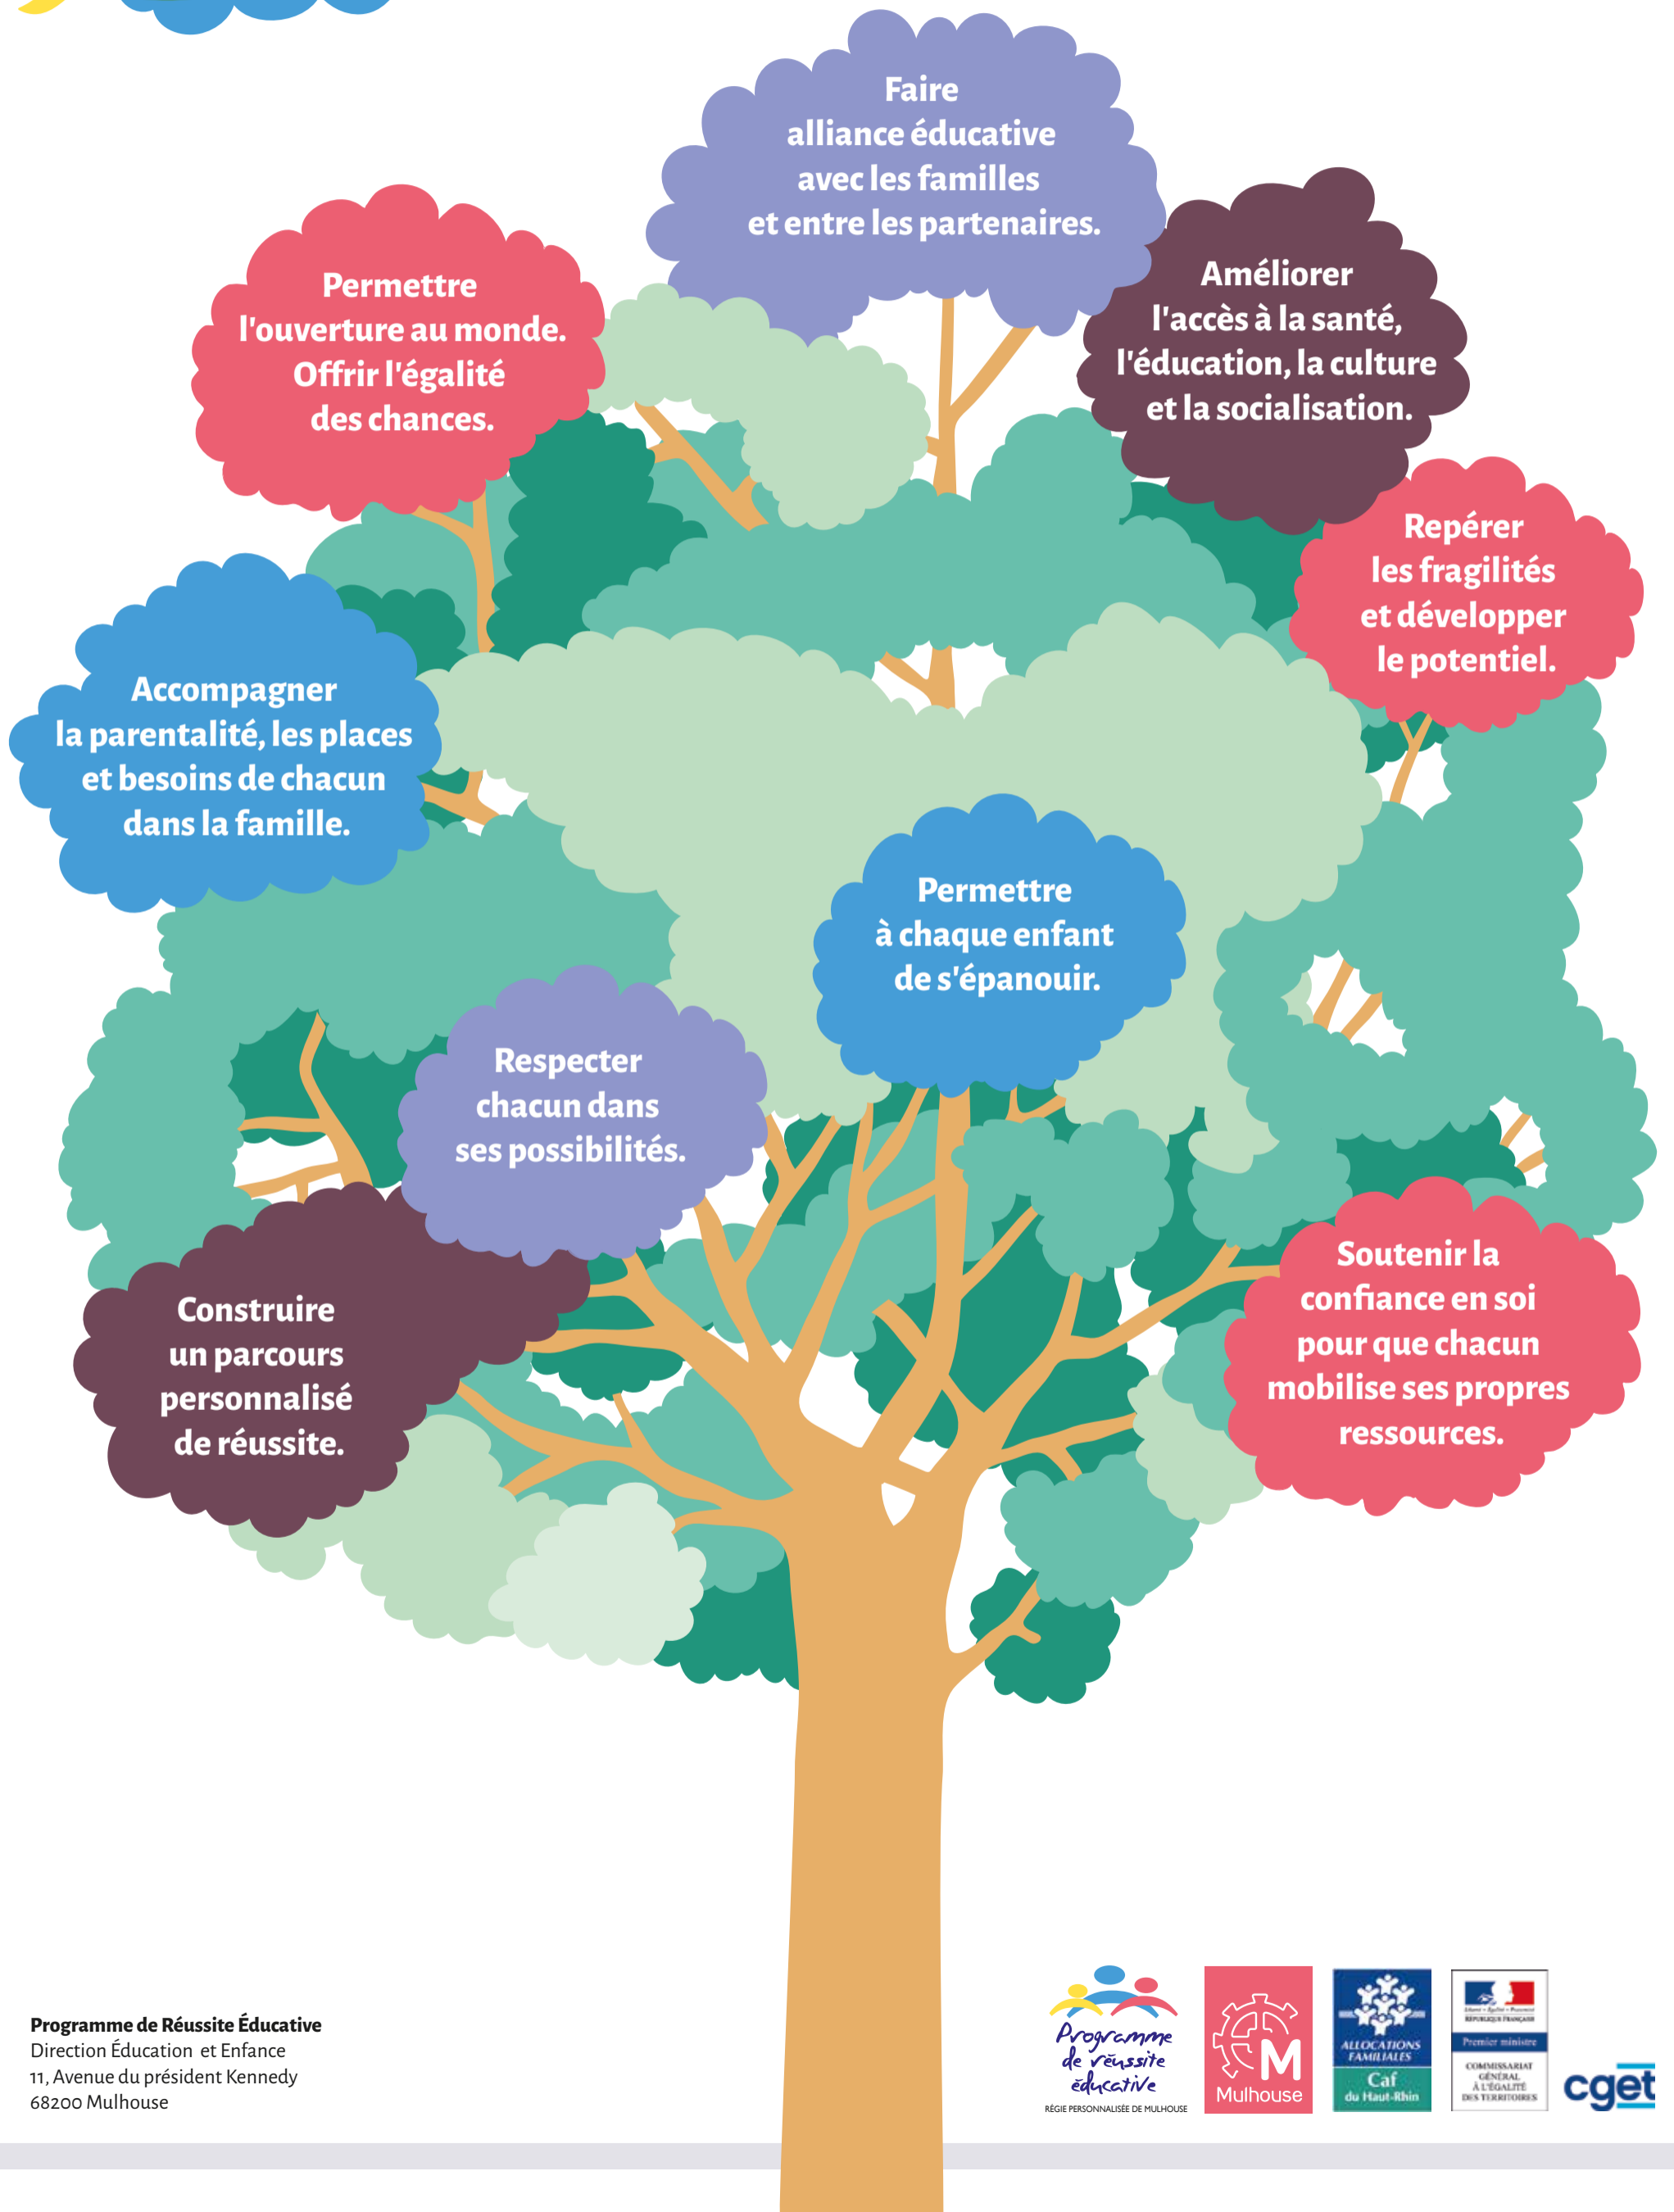 Faire
alliance éducative
avec les familles
et entre les partenaires.
Permettre
l'ouverture au monde.
Offrir l'égalité
des chances.
Améliorer
l'accès à la santé,
l'éducation, la culture
et la socialisation.
Repérer
les fragilités
et développer
le potentiel.
Accompagner
la parentalité, les places
et besoins de chacun
dans la famille.
Permettre
à chaque enfant
de s'épanouir.
Respecter
chacun dans
ses possibilités.
Construire
un parcours
personnalisé
de réussite.
Soutenir la
confiance en soi
pour que chacun
mobilise ses propres
ressources.
Programme de Réussite Éducative
Direction Éducation et Enfance
11, Avenue du président Kennedy
68200 Mulhouse
Programme
de réussite
éducative
RÉGIE PERSONNALISÉE DE MULHOUSE
M
Mulhouse
ALLOCATIONS
FAMILIALES
Caf
du Haut-Rhin
Liberté • Égalité • Fraternité
RÉPUBLIQUE FRANÇAISE
Premier ministre
COMMISSARIAT
GÉNÉRAL
À L'ÉGALITÉ
DES TERRITOIRES
cget